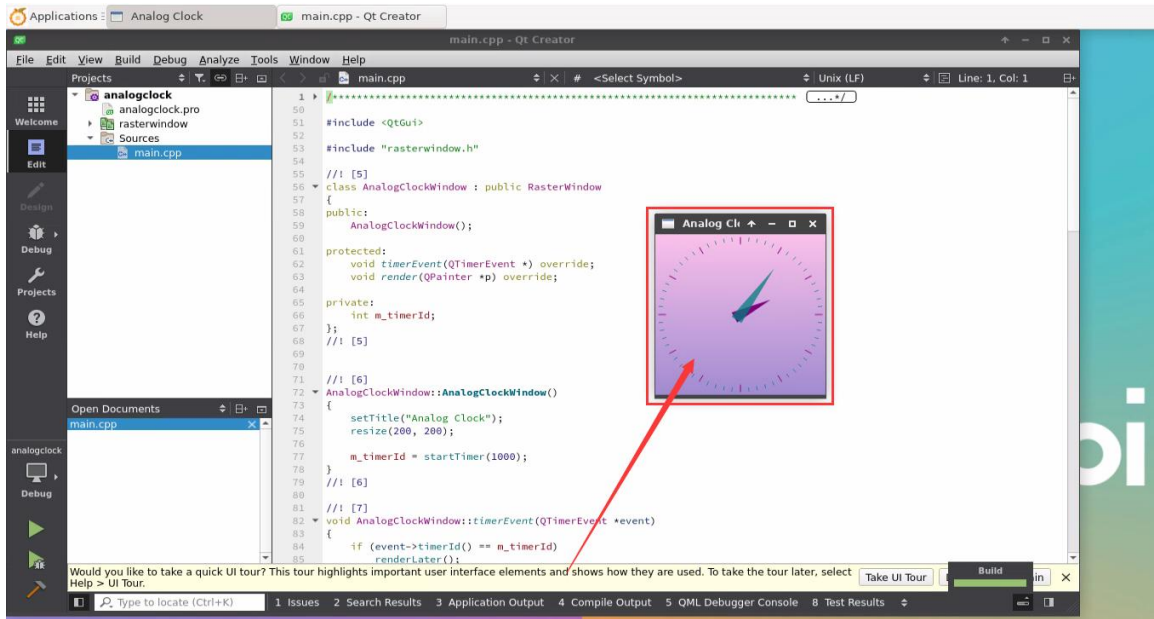 Applications
Analog Clock
main.cpp - Qt Creator
main.cpp - Qt Creator
File Edit View Build Debug Analyze Tools Window Help
Projects
main.cpp
# <Select Symbol>
Unix (LF)
Line: 1, Col: 1
Welcome
Edit
Design
Debug
Projects
Help
analogclock
Debug
analogclock
analogclock.pro
rasterwindow
Sources
main.cpp
Open Documents
main.cpp
1 /**************************************************************************** ...*/
50
51 #include <QtGui>
52
53 #include "rasterwindow.h"
54
55 //! [5]
56 class AnalogClockWindow : public RasterWindow
57 {
58 public:
59 AnalogClockWindow();
60
61 protected:
62 void timerEvent(QTimerEvent *) override;
63 void render(QPainter *p) override;
64
65 private:
66 int m_timerId;
67 };
68 //! [5]
69
70
71 //! [6]
72 AnalogClockWindow::AnalogClockWindow()
73 {
74 setTitle("Analog Clock");
75 resize(200, 200);
76
77 m_timerId = startTimer(1000);
78 }
79 //! [6]
80
81 //! [7]
82 void AnalogClockWindow::timerEvent(QTimerEvent *event)
83 {
84 if (event->timerId() == m_timerId)
85 renderLater();
Analog Cl
Would you like to take a quick UI tour? This tour highlights important user interface elements and shows how they are used. To take the tour later, select
Help > UI Tour.
Take UI Tour
Build
in
Type to locate (Ctrl+K)
1 Issues 2 Search Results 3 Application Output 4 Compile Output 5 QML Debugger Console 8 Test Results
pi